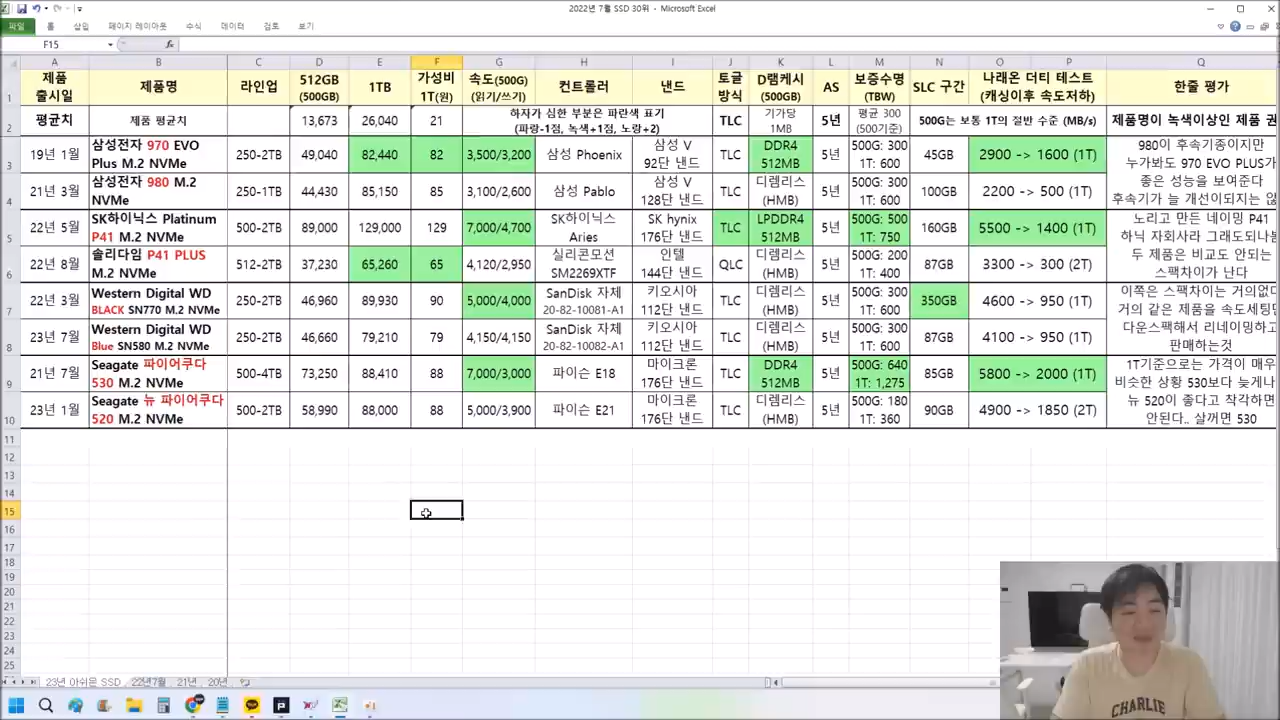 2022년 7월 SSD 30위 - Microsoft Excel
파일 홈 삽입 페이지 레이아웃 수식 데이터 검토 보기
F15 fx
A B C D E F G H I J K L M N O P Q
1 제품 출시일 제품명 라인업 512GB (500GB) 1TB 가성비 1T(원) 속도(500G) (읽기/쓰기) 컨트롤러 낸드 토글 방식 D램케시 (500GB) AS 보증수명 (TBW) SLC 구간 나래온 더티 테스트 (캐싱이후 속도저하) 한줄 평가
2 평균치 제품 평균치 13,673 26,040 21 하자가 심한 부분은 파란색 표기 (파랑-1점, 녹색+1점, 노랑+2) TLC 기가당 1MB 5년 평균 300 (500기준) 500G는 보통 1T의 절반 수준 (MB/s) 제품명이 녹색이상인 제품 권
3 19년 1월 삼성전자 970 EVO Plus M.2 NVMe 250-2TB 49,040 82,440 82 3,500/3,200 삼성 Phoenix 삼성 V 92단 낸드 TLC DDR4 512MB 5년 500G: 300 1T: 600 45GB 2900 -> 1600 (1T) 980이 후속기종이지만 누가봐도 970 EVO PLUS가
4 21년 3월 삼성전자 980 M.2 NVMe 250-1TB 44,430 85,150 85 3,100/2,600 삼성 Pablo 삼성 V 128단 낸드 TLC 디렘리스 (HMB) 5년 500G: 300 1T: 600 100GB 2200 -> 500 (1T) 좋은 성능을 보여준다 후속기가 늘 개선이되지는 않
5 22년 5월 SK하이닉스 Platinum P41 M.2 NVMe 500-2TB 89,000 129,000 129 7,000/4,700 SK하이닉스 Aries SK hynix 176단 낸드 TLC LPDDR4 512MB 5년 500G: 500 1T: 750 160GB 5500 -> 1400 (1T) 노리고 만든 네이밍 P41 하닉 자회사라 그래도되나봄
6 22년 8월 솔리다임 P41 PLUS M.2 NVMe 512-2TB 37,230 65,260 65 4,120/2,950 실리콘모션 SM2269XTF 인텔 144단 낸드 QLC 디렘리스 (HMB) 5년 500G: 200 1T: 400 87GB 3300 -> 300 (2T) 두 제품은 비교도 안되는 스팩차이가 난다
7 22년 3월 Western Digital WD BLACK SN770 M.2 NVMe 250-2TB 46,960 89,930 90 5,000/4,000 SanDisk 자체 20-82-10081-A1 키오시아 112단 낸드 TLC 디렘리스 (HMB) 5년 500G: 300 1T: 600 350GB 4600 -> 950 (1T) 이쪽은 스팩차이는 거의없다 거의 같은 제품을 속도세팅만
8 23년 7월 Western Digital WD Blue SN580 M.2 NVMe 250-2TB 46,660 79,210 79 4,150/4,150 SanDisk 자체 20-82-10082-A1 키오시아 112단 낸드 TLC 디렘리스 (HMB) 5년 500G: 300 1T: 600 87GB 4100 -> 950 (1T) 다운스팩해서 리네이밍하고 판매하는것
9 21년 7월 Seagate 파이어쿠다 530 M.2 NVMe 500-4TB 73,250 88,410 88 7,000/3,000 파이슨 E18 마이크론 176단 낸드 TLC DDR4 512MB 5년 500G: 640 1T: 1,275 85GB 5800 -> 2000 (1T) 1T기준으로는 가격이 매우 비슷한 상황 530보다 늦게나
10 23년 1월 Seagate 뉴 파이어쿠다 520 M.2 NVMe 500-2TB 58,990 88,000 88 5,000/3,900 파이슨 E21 마이크론 176단 낸드 TLC 디렘리스 (HMB) 5년 500G: 180 1T: 360 90GB 4900 -> 1850 (2T) 뉴 520이 좋다고 착각하면 안된다.. 살꺼면 530
11
12
13
14
15
16
17
18
19
20
21
22
23
24
25
CHARLIE
23년 아쉬운 SSD 22년7월 21년 20년